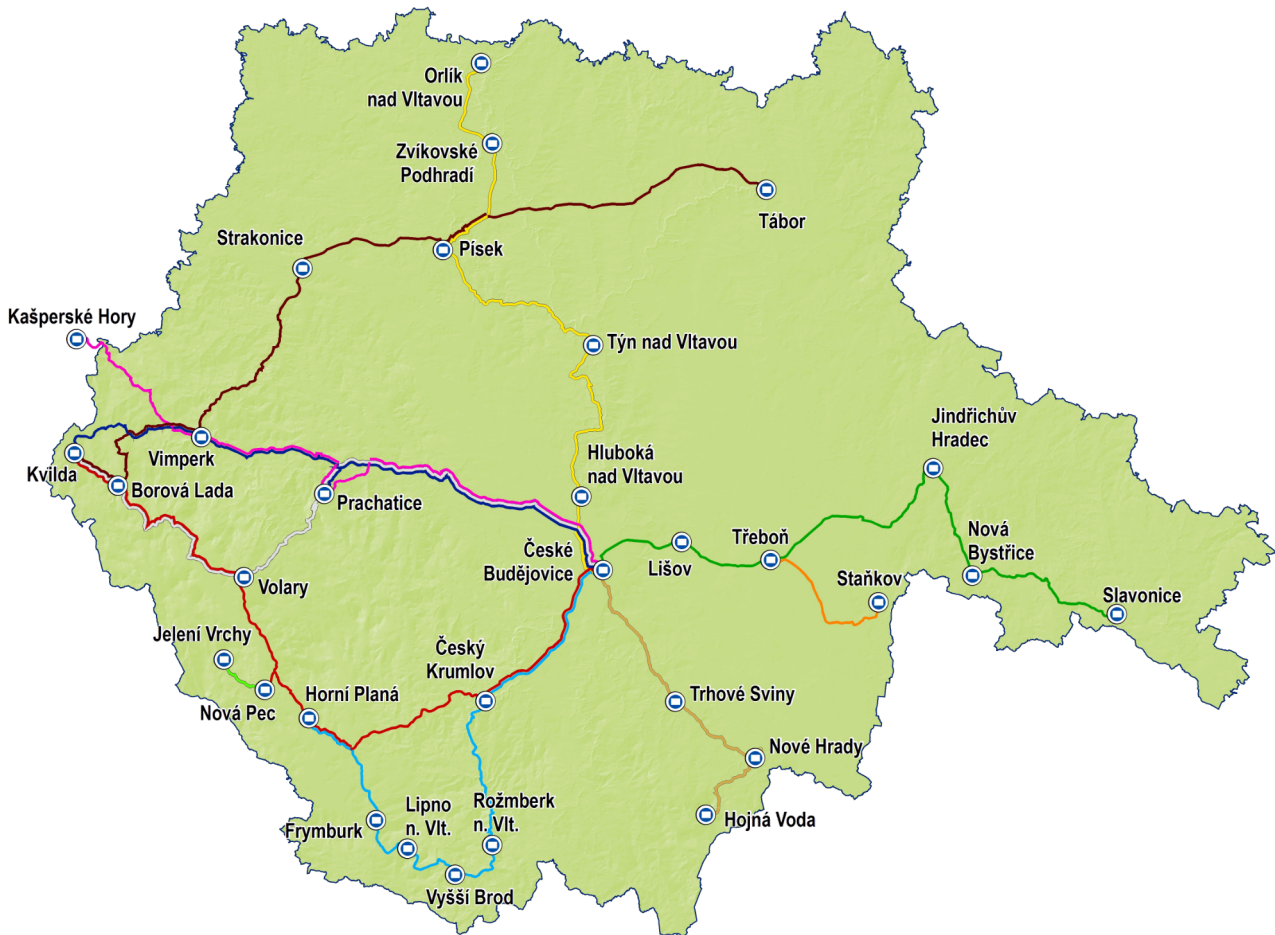 Orlík
nad Vltavou
Zvíkovské
Podhradí
Tábor
Strakonice
Písek
Kašperské Hory
Týn nad Vltavou
Jindřichův
Hradec
Vimperk
Kvilda
Borová Lada
Prachatice
Hluboká
nad Vltavou
České
Budějovice
Lišov
Třeboň
Nová
Bystřice
Staňkov
Slavonice
Volary
Jelení Vrchy
Nová Pec
Český
Krumlov
Horní Planá
Trhové Sviny
Nové Hrady
Hojná Voda
Frymburk
Lipno
n. Vlt.
Rožmberk
n. Vlt.
Vyšší Brod